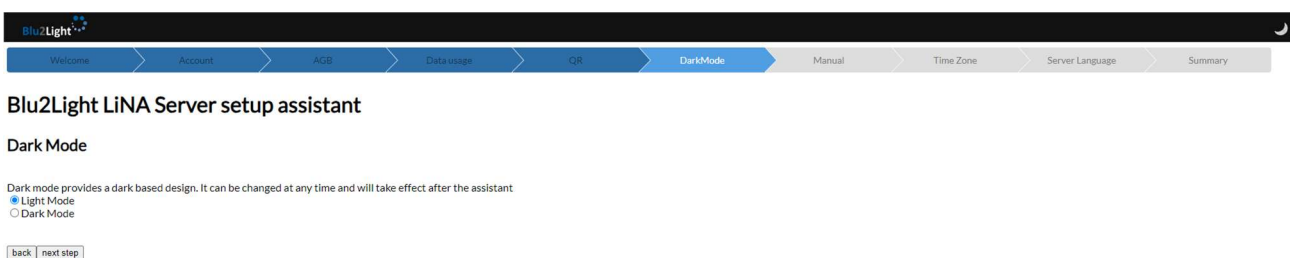 Blu2Light
Welcome Account AGB Data usage QR DarkMode Manual Time Zone Server Language Summary
Blu2Light LiNA Server setup assistant
Dark Mode
Dark mode provides a dark based design. It can be changed at any time and will take effect after the assistant
Light Mode
Dark Mode
back next step